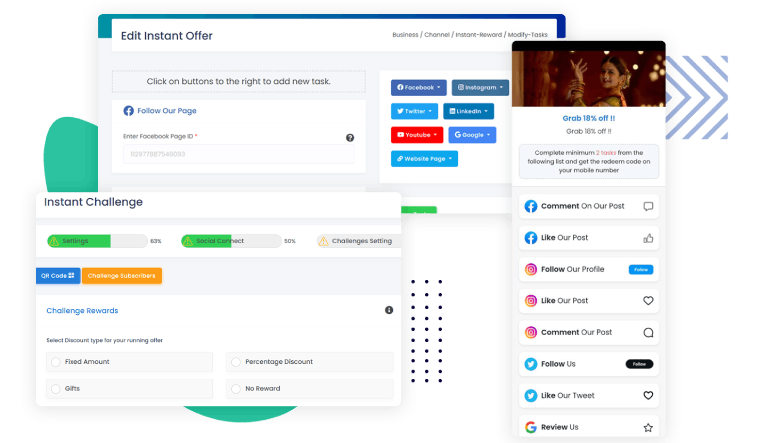 Edit Instant Offer
Business / Channel / Instant-Reward / Modify-Tasks
Click on buttons to the right to add new task.
Follow Our Page
Enter Facebook Page ID *
Facebook
Instagram
Twitter
LinkedIn
Youtube
Google
Website Page
Instant Challenge
Settings
63%
Social Connect
50%
Challenges Setting
QR Code
Challenge Subscribers
Challenge Rewards
Select Discount type for your running offer
Fixed Amount
Percentage Discount
Gifts
No Reward
Grab 18% off !!
Grab 18% off !!
Complete minimum 2 tasks from the
following list and get the redeem code on
your mobile number
Comment On Our Post
Like Our Post
Follow Our Profile
Follow
Like Our Post
Comment Our Post
Follow Us
Follow
Like Our Tweet
Review Us